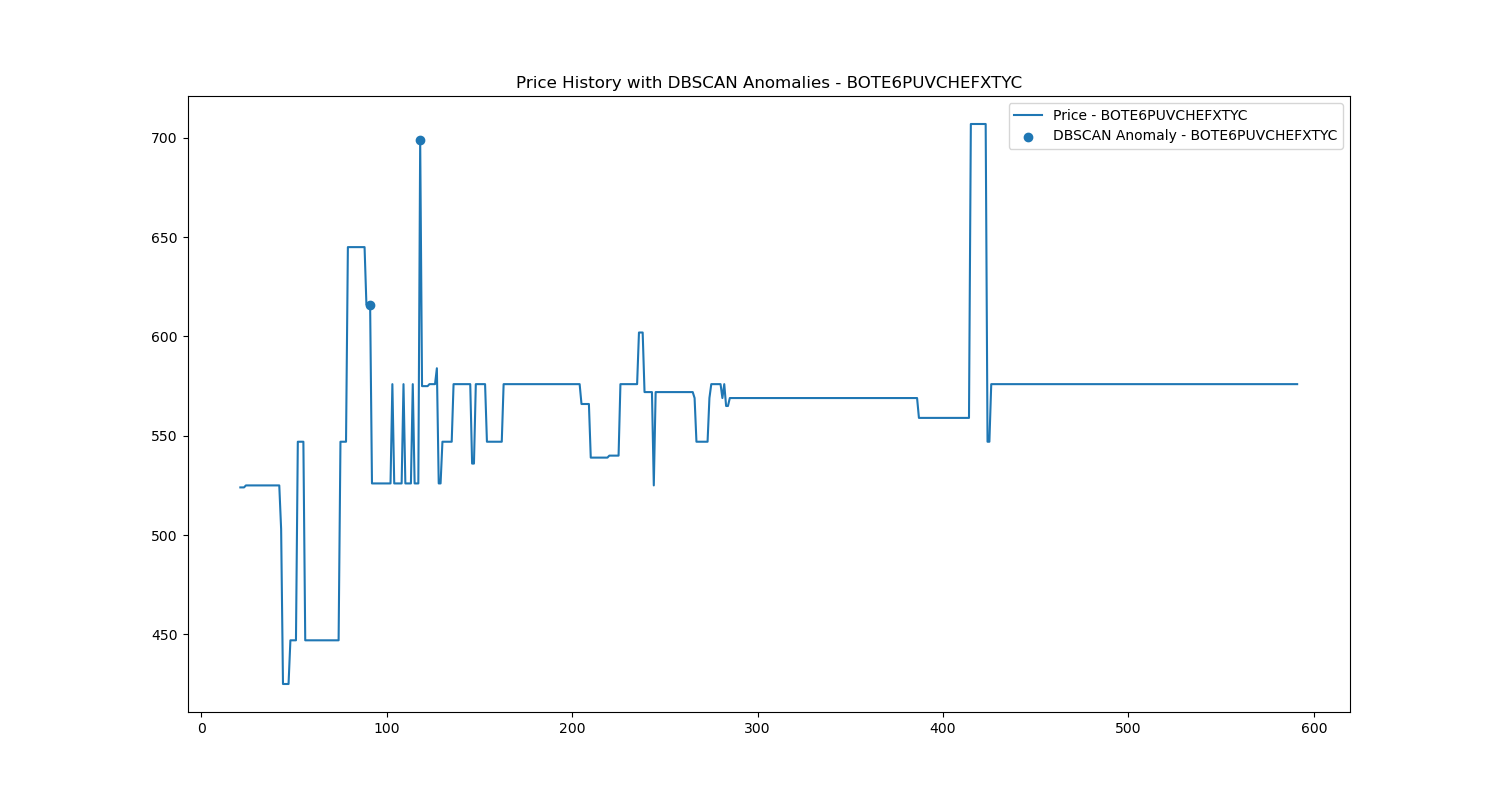 Price History with DBSCAN Anomalies - BOTE6PUVCHEFXTYC
Price - BOTE6PUVCHEFXTYC
DBSCAN Anomaly - BOTE6PUVCHEFXTYC
700
650
600
550
500
450
0 100 200 300 400 500 600